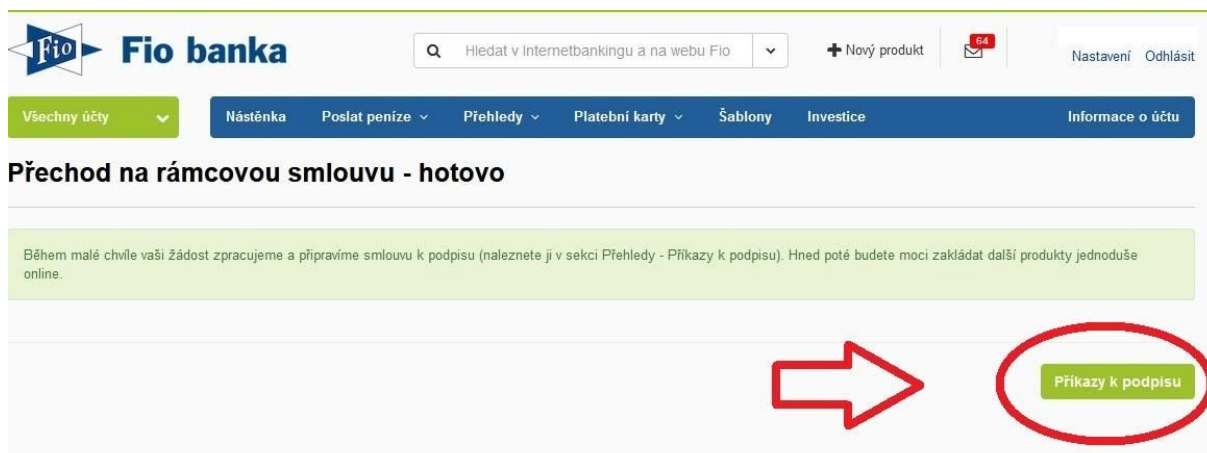 Fio Fio banka
Hledat v Internetbankingu a na webu Fio
Nový produkt
64
Nastavení Odhlásit
Všechny účty
Nástěnka Poslat peníze Přehledy Platební karty Šablony Investice Informace o účtu
Přechod na rámcovou smlouvu - hotovo
Během malé chvíle vaši žádost zpracujeme a připravíme smlouvu k podpisu (naleznete ji v sekci Přehledy - Příkazy k podpisu). Hned poté budete moci zakládat další produkty jednoduše
online.
Příkazy k podpisu